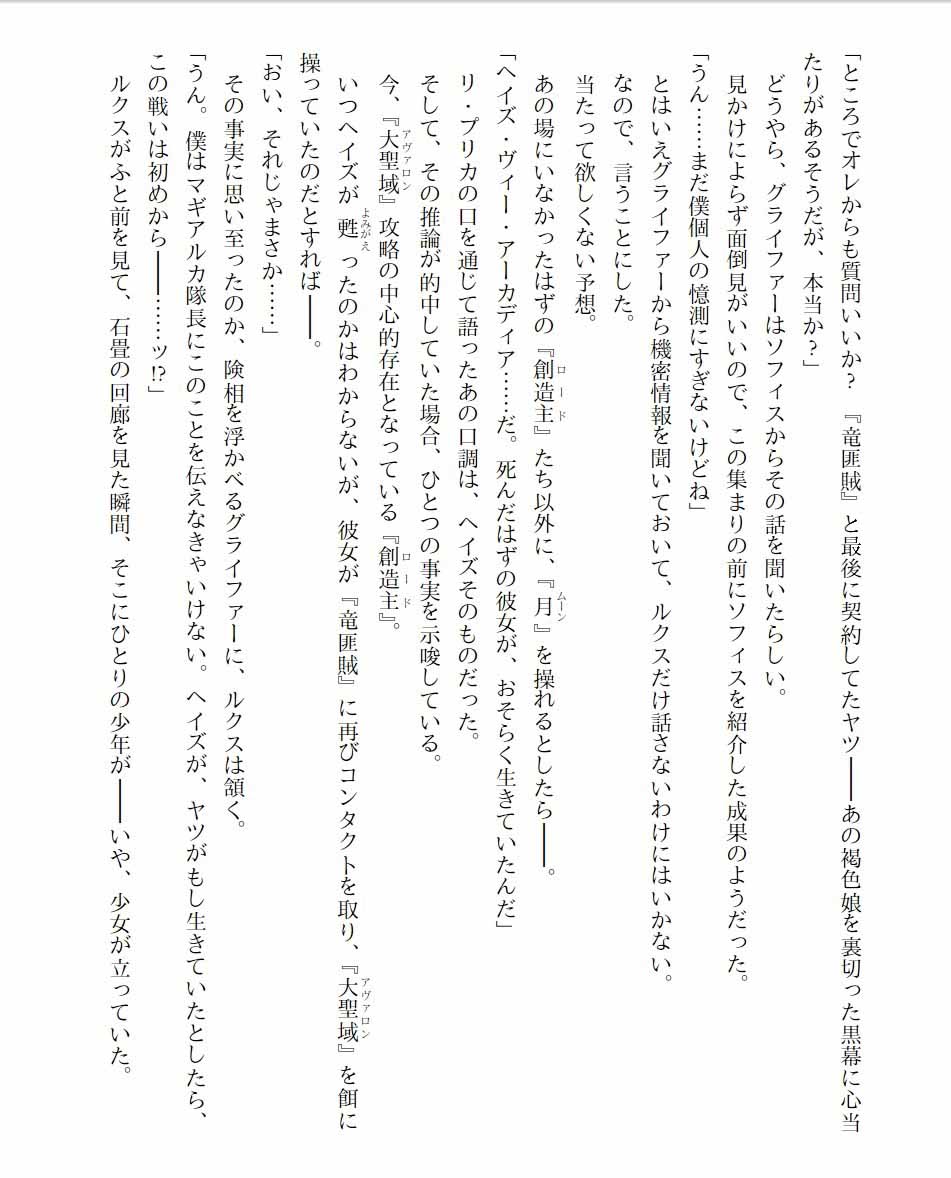 「ところでオレからも質問いいか? 『竜匪賊』と最後に契約してたヤツ――あの褐色娘を裏切った黒幕に心当
たりがあるそうだが、本当か?」
どうやら、グライファーはソフィスからその話を聞いたらしい。
見かけによらず面倒見がいいので、この集まりの前にソフィスを紹介した成果のようだった。
「うん……まだ僕個人の憶測にすぎないけどね」
とはいえグライファーから機密情報を聞いておいて、ルクスだけ話さないわけにはいかない。
なので、言うことにした。
当たって欲しくない予想。
あの場にいなかったはずの『創造主』たち以外に、『月』を操れるとしたら――。
ロード ムーン
「ヘイズ・ヴィー・アーカディア……だ。死んだはずの彼女が、おそらく生きていたんだ」
リ・プリカの口を通じて語ったあの口調は、ヘイズそのものだった。
そして、その推論が的中していた場合、ひとつの事実を示唆している。
今、『大聖域』攻略の中心的存在となっている『創造主』。
アヴァロン ロード
いつヘイズが甦ったのかはわからないが、彼女が『竜匪賊』に再びコンタクトを取り、『大聖域』を餌に
よみがえ アヴァロン
操っていたのだとすれば――。
「おい、それじゃまさか……」
その事実に思い至ったのか、険相を浮かべるグライファーに、ルクスは頷く。
「うん。僕はマギアルカ隊長にこのことを伝えなきゃいけない。ヘイズが、ヤツがもし生きていたとしたら、
この戦いは初めから――……ッ!?」
ルクスがふと前を見て、石畳の回廊を見た瞬間、そこにひとりの少年が――いや、少女が立っていた。